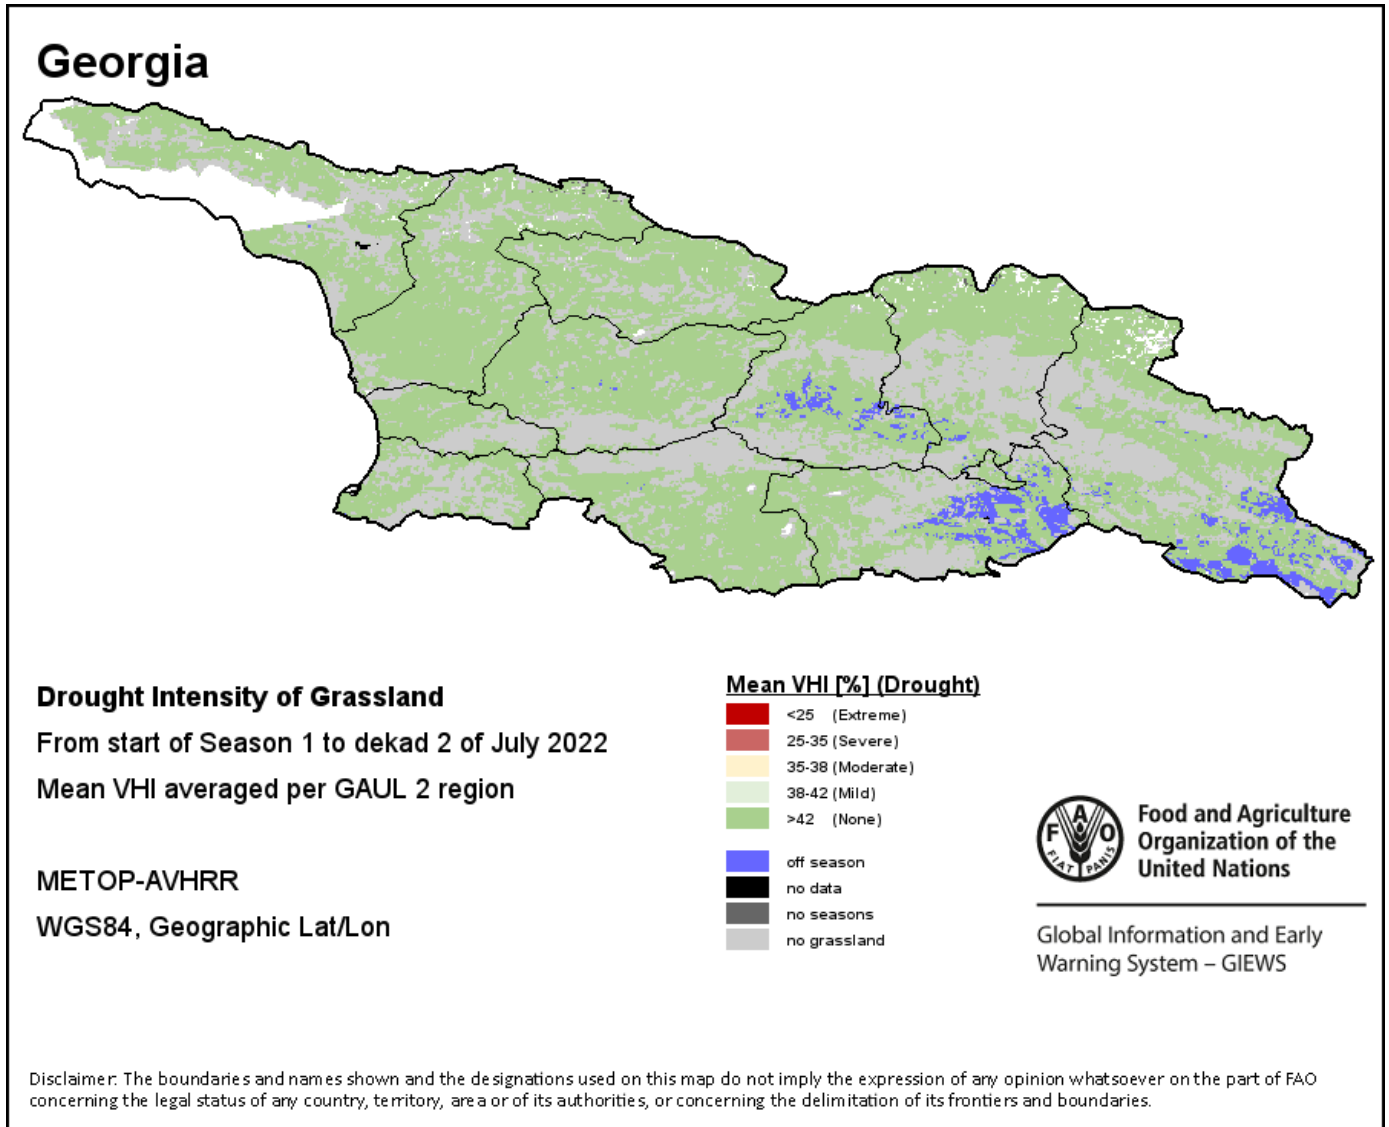 Georgia
Drought Intensity of Grassland
From start of Season 1 to dekad 2 of July 2022
Mean VHI averaged per GAUL 2 region
METOP-AVHRR
WGS84, Geographic Lat/Lon
Mean VHI [%] (Drought)
<25 (Extreme)
25-35 (Severe)
35-38 (Moderate)
38-42 (Mild)
>42 (None)
off season
no data
no seasons
no grassland
F A O
FIAT PANIS
Food and Agriculture
Organization of the
United Nations
Global Information and Early
Warning System – GIEWS
Disclaimer: The boundaries and names shown and the designations used on this map do not imply the expression of any opinion whatsoever on the part of FAO
concerning the legal status of any country, territory, area or of its authorities, or concerning the delimitation of its frontiers and boundaries.